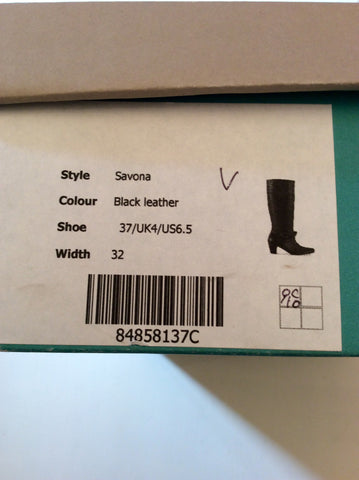 Style Savona
Colour Black leather
Shoe 37/UK4/US6.5
Width 32
84858137C